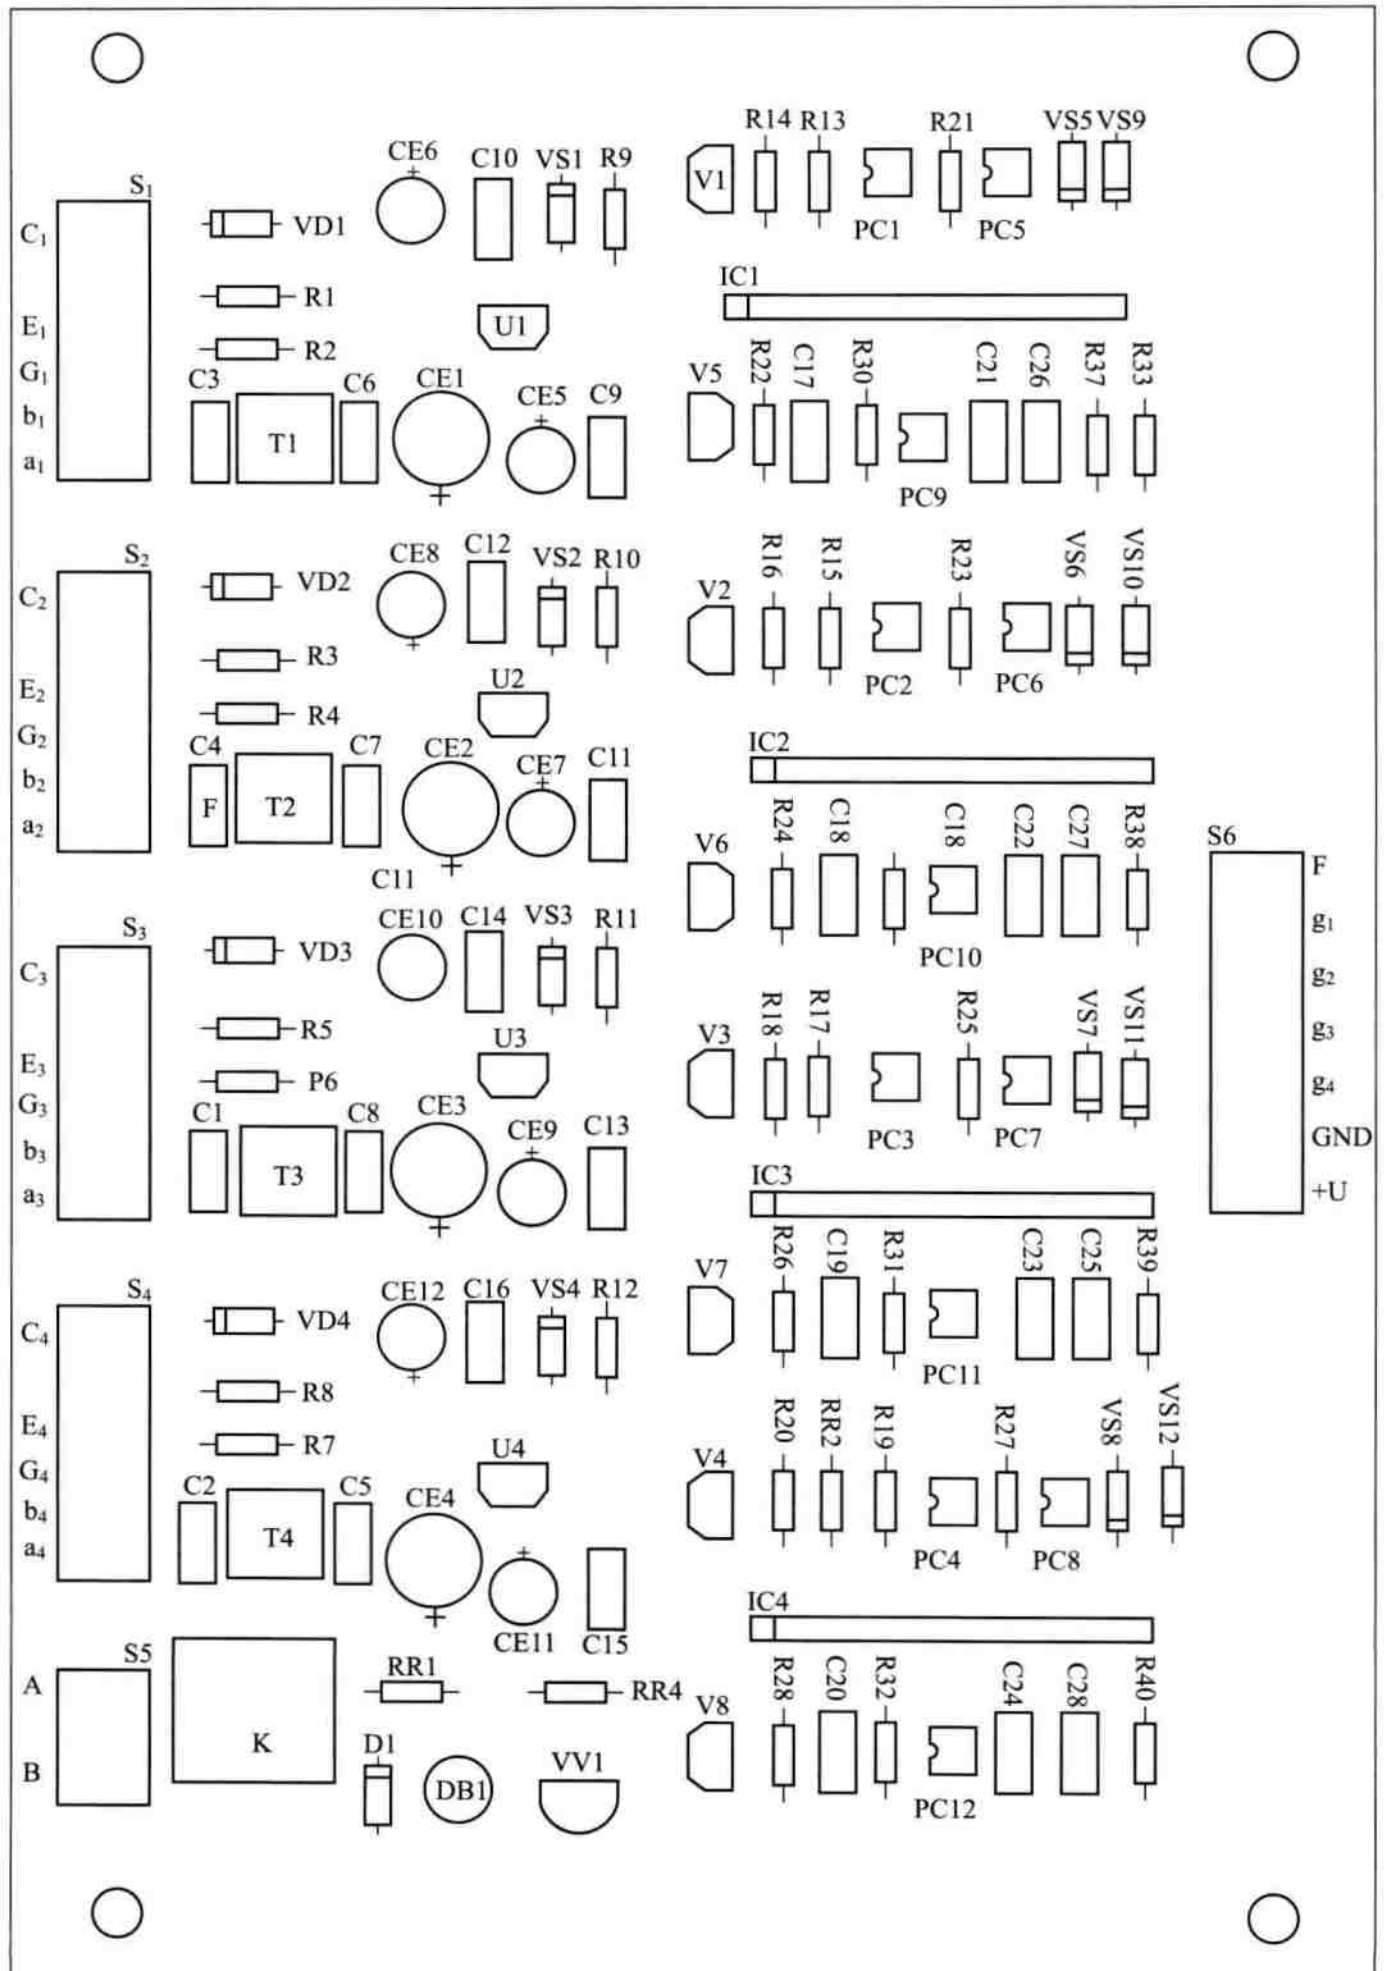 R14 R13 R21 VS5 VS9
CE6 C10 VS1 R9
+
V1
S₁
VD1
PC1 PC5
C₁
R1
IC1
E₁
U1
R2
G₁
C3 C6 CE1 CE5 C9
V5 R22 C17 R30 C21 C26 R37 R33
b₁
+
T1
a₁
+
PC9
S₂
CE8 C12 VS2 R10
R16 R15 R23 VS6 VS10
C₂
VD2
V2
+
R3
U2
E₂
PC2 PC6
R4
G₂
C4 C7 CE2 CE7 C11
IC2
b₂
+
F T2
a₂
R24 C18 C18 C22 C27 R38
V6
S6
+
C11
F
CE10 C14 VS3 R11
g₁
S₃
VD3
PC10
C₃
g₂
R5
R18 R17 R25 VS7 VS11
V3
U3
g₃
E₃
P6
g₄
G₃
C1 C8 CE3 CE9 C13
PC3 PC7
GND
b₃
+
T3
IC3
+U
a₃
+
R26 C19 R31 C23 C25 R39
V7
S₄
CE12 C16 VS4 R12
C₄
VD4
+
PC11
R8
R20 RR2 R19 R27 VS8 VS12
E₄
R7
U4
V4
G₄
C2 C5 CE4
b₄
T4
+
a₄
PC4 PC8
+
IC4
CE11 C15
S5
RR1
RR4
A
R28 C20 R32 C24 C28 R40
V8
K
D1
VV1
B
DB1
PC12